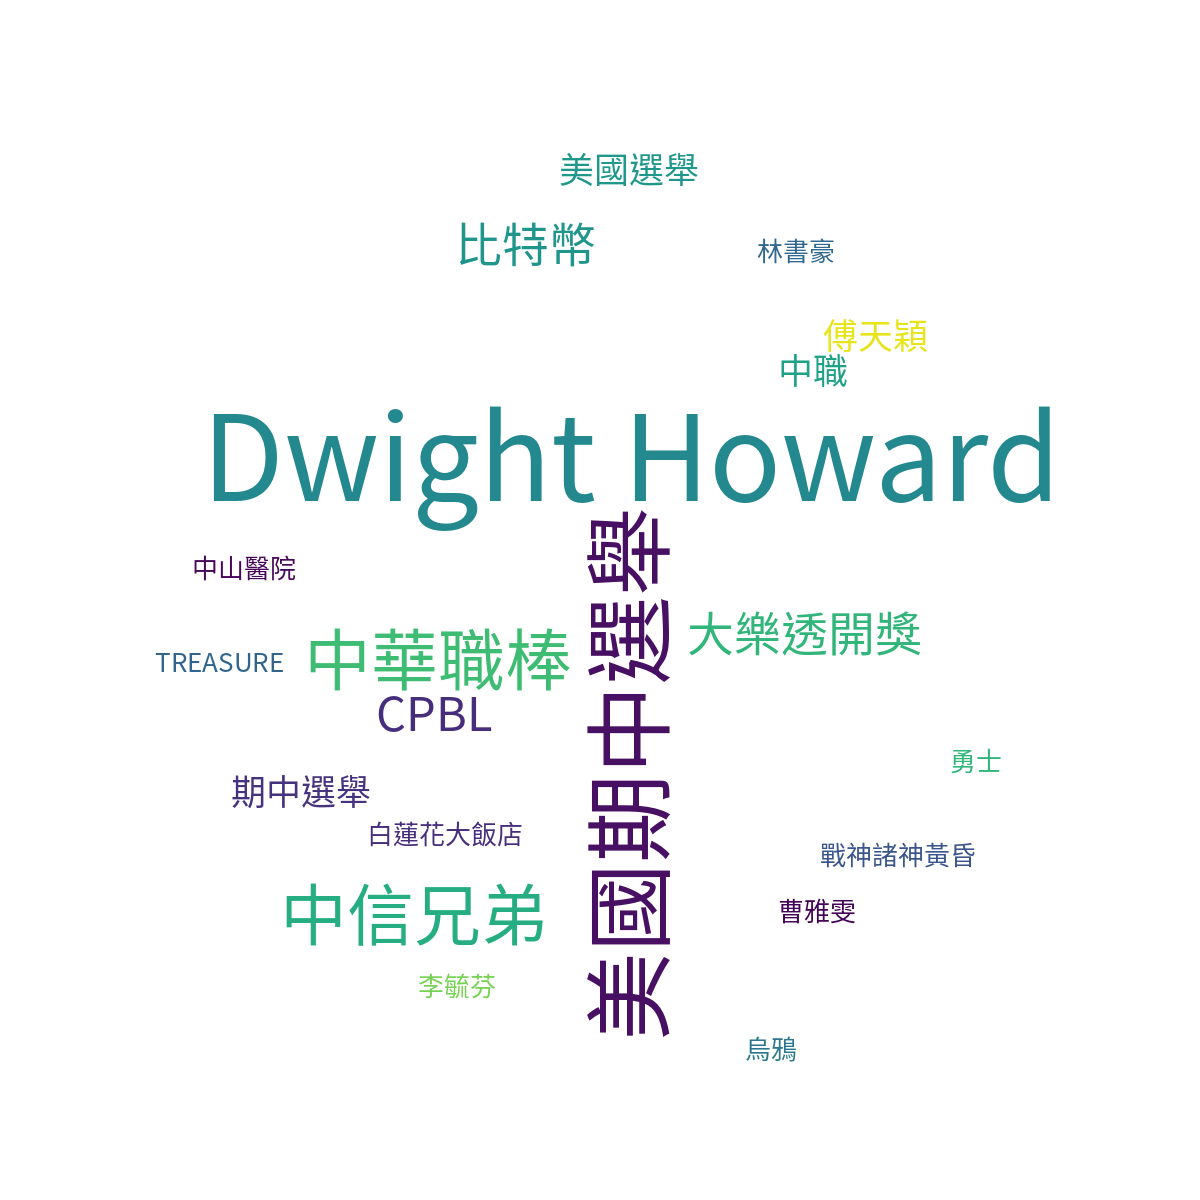 美國選舉
比特幣
林書豪
傅天穎
中職
Dwight Howard
中山醫院
美國期中選舉
大樂透開獎
中華職棒
TREASURE
CPBL
勇士
期中選舉
白蓮花大飯店
戰神諸神黃昏
中信兄弟
曹雅雯
李毓芬
烏鴉